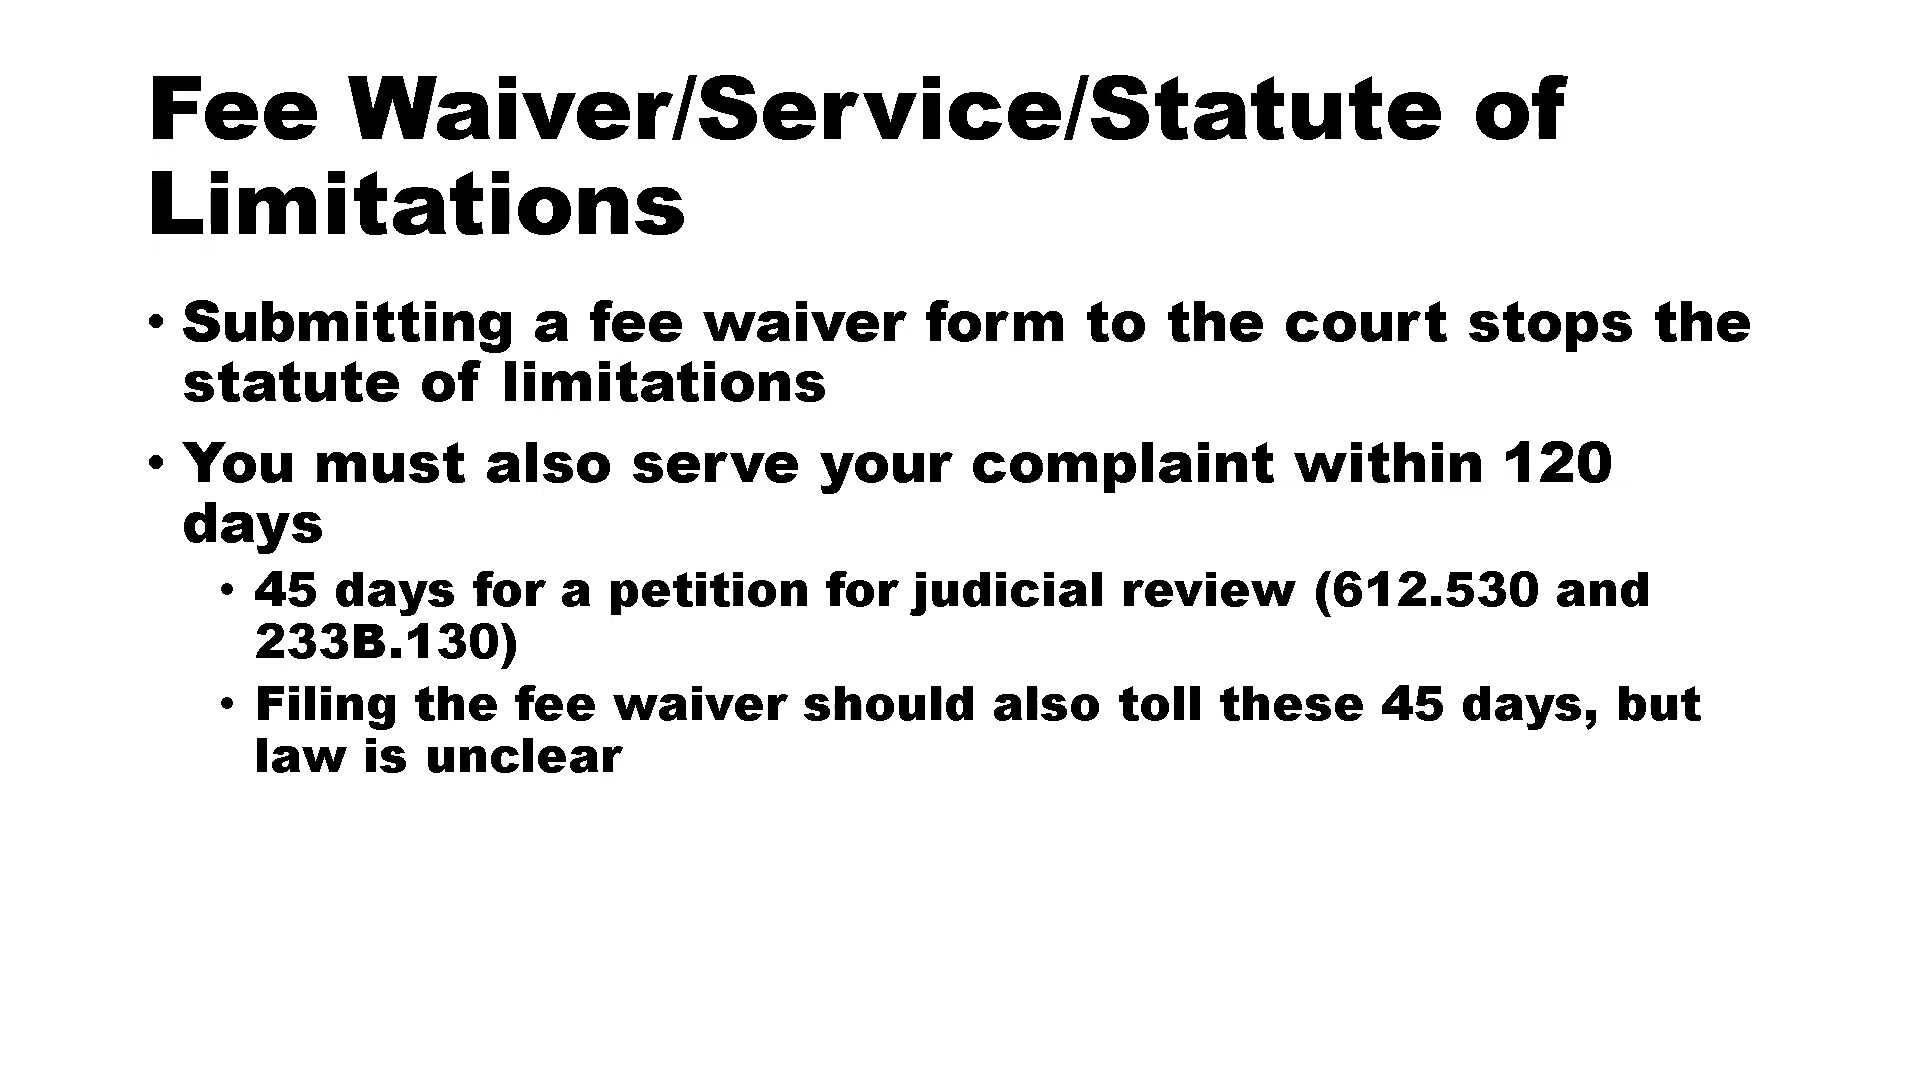 Fee Waiver/Service/Statute of
Limitations
• Submitting a fee waiver form to the court stops the
statute of limitations
• You must also serve your complaint within 120
days
• 45 days for a petition for judicial review (612.530 and
233B.130)
• Filing the fee waiver should also toll these 45 days, but
law is unclear